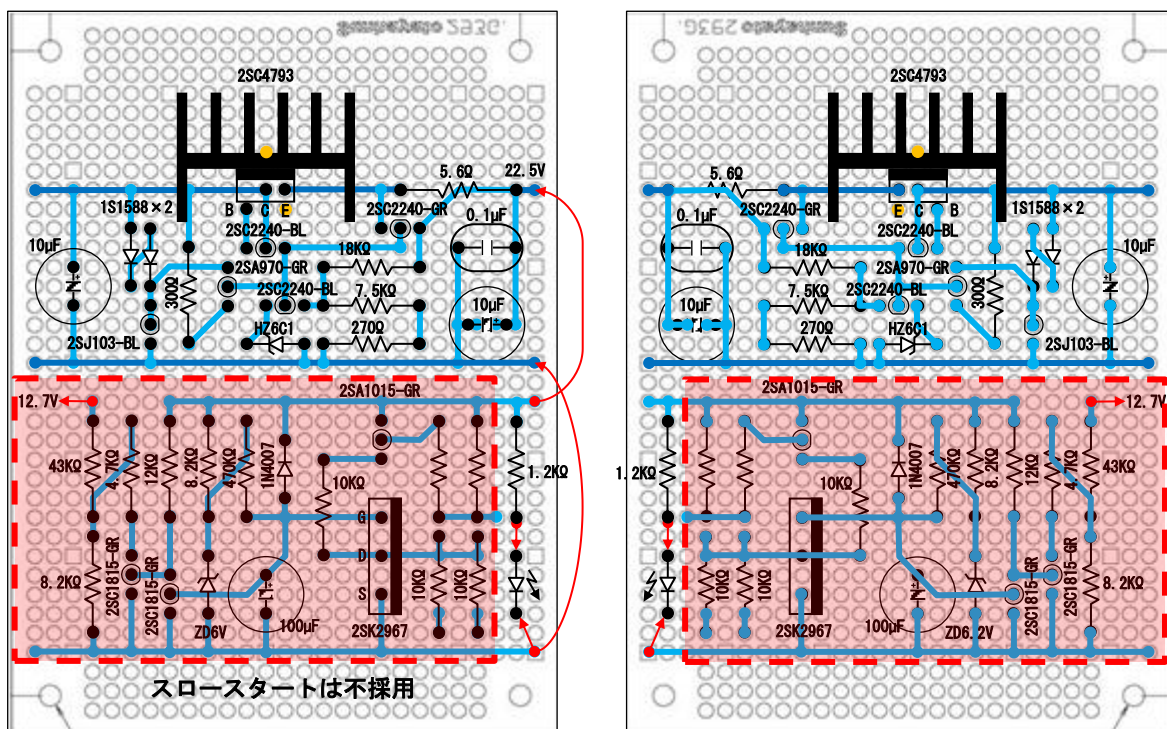 Sunhayato 293G.
2SC4793
5.6Ω
22.5V
1S1588×2
B
C
E
2SC2240-GR
0.1μF
2SC2240-BL
10μF
18KΩ
2SA970-GR
300Ω
2SC2240-BL
7.5KΩ
10μF
HZ6C1
270Ω
2SJ103-BL
2SA1015-GR
12.7V
43KΩ
4.7KΩ
12KΩ
8.2KΩ
470KΩ
1N4007
10KΩ
1.2KΩ
G
D
S
8.2KΩ
2SC1815-GR
2SC1815-GR
10KΩ
10KΩ
ZD6V
100μF
2SK2967
スロースタートは不採用
Sunhayato 293G.
2SC4793
5.6Ω
E
C
B
1S1588×2
2SC2240-GR
0.1μF
2SC2240-BL
18KΩ
10μF
2SA970-GR
7.5KΩ
2SC2240-BL
300Ω
10μF
270Ω
HZ6C1
2SJ103-BL
2SA1015-GR
12.7V
1.2KΩ
10KΩ
1N4007
470KΩ
8.2KΩ
12KΩ
4.7KΩ
43KΩ
G
D
S
10KΩ
10KΩ
2SC1815-GR
2SC1815-GR
8.2KΩ
2SK2967
100μF
ZD6.2V